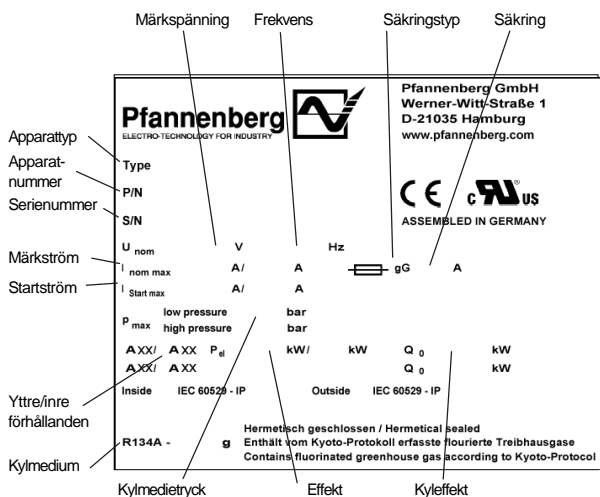 Märkspänning Frekvens Säkringstyp Säkring
Pfannenberg
ELECTRO-TECHNOLOGY FOR INDUSTRY
Pfannenberg GmbH
Werner-Witt-Straße 1
D-21035 Hamburg
www.pfannenberg.com
Apparattyp
Type
Apparat-
nummer
P/N
Serienummer
S/N
CE c RU US
ASSEMBLED IN GERMANY
U nom V Hz
Märkström
I nom max A/ A gG A
Startström
I Start max A/ A
p max low pressure bar
high pressure bar
AXX/ AXX Pel kW/ kW Q0 kW
AXX/ AXX Q0 kW
Yttre/inre
förhållanden
Inside IEC 60529 - IP Outside IEC 60529 - IP
Hermetisch geschlossen / Hermetical sealed
R134A - g Enthält vom Kyoto-Protokoll erfasste flourierte Treibhausgase
Contains fluorinated greenhouse gas according to Kyoto-Protocol
Kylmedium
Kylmedietryck Effekt Kyleffekt